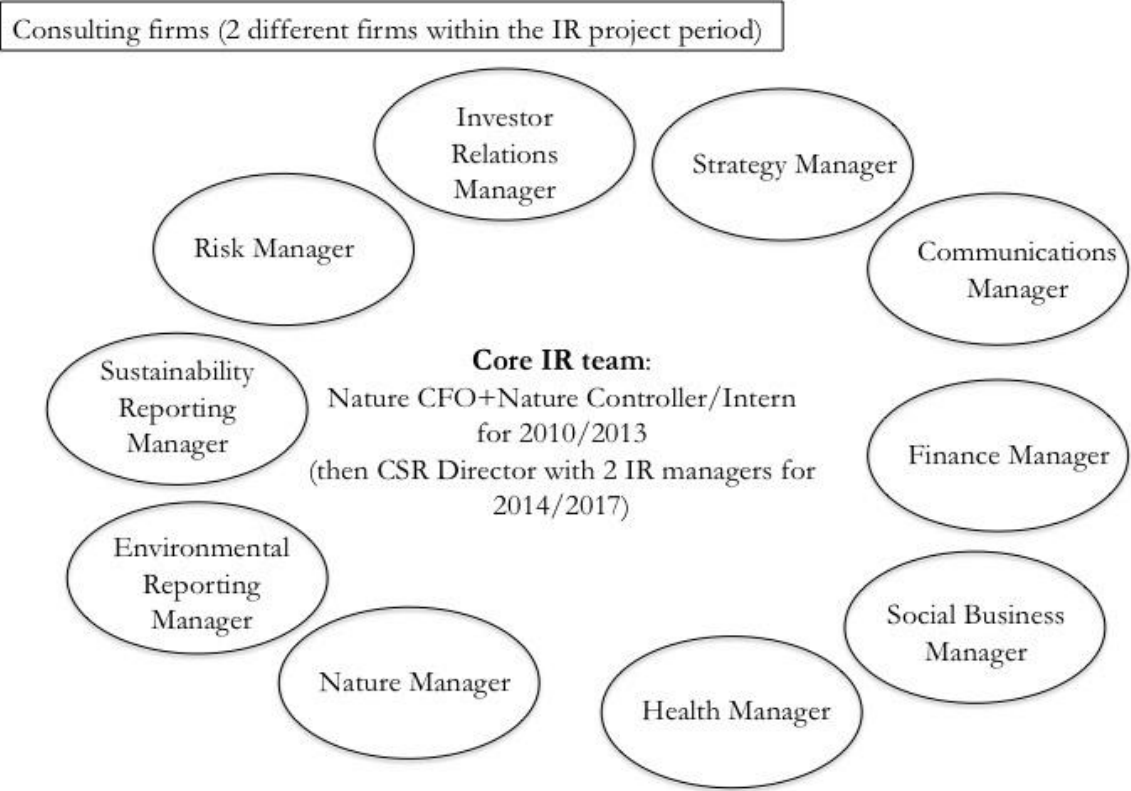 Consulting firms (2 different firms within the IR project period)
Investor
Relations
Manager
Strategy Manager
Risk Manager
Communications
Manager
Core IR team:
Nature CFO+Nature Controller/Intern
for 2010/2013
(then CSR Director with 2 IR managers for
2014/2017)
Sustainability
Reporting
Manager
Finance Manager
Environmental
Reporting
Manager
Social Business
Manager
Nature Manager
Health Manager